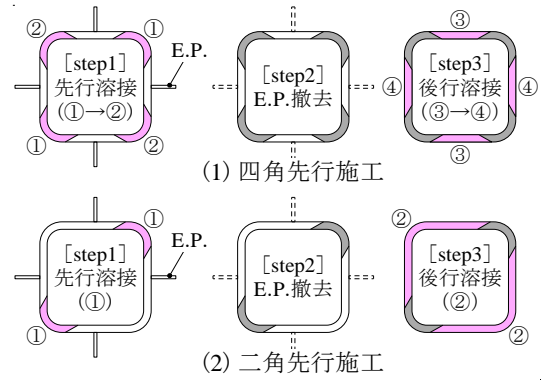 ② ① E.P. ③
[step1] [step2] [step3]
先行溶接 E.P.撤去 後行溶接
(①→②) (③→④)
④ ④
① ② ③
(1) 四角先行施工
① E.P. ②
[step1] [step2] [step3]
先行溶接 E.P.撤去 後行溶接
(①) (②)
① ②
(2) 二角先行施工